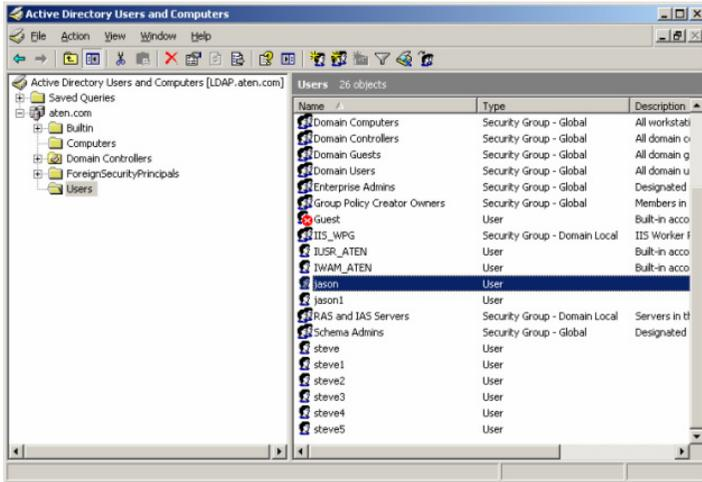 Active Directory Users and Computers
File Action View Window Help
Active Directory Users and Computers [LDAP.aten.com]
Saved Queries
aten.com
Builtin
Computers
Domain Controllers
ForeignSecurityPrincipals
Users
Users 26 objects
Name Type Description
Domain Computers Security Group - Global All workstati
Domain Controllers Security Group - Global All domain c
Domain Guests Security Group - Global All domain g
Domain Users Security Group - Global All domain u
Enterprise Admins Security Group - Global Designated
Group Policy Creator Owners Security Group - Global Members in
Guest User Built-in acco
IIS_WPG Security Group - Domain Local IIS Worker
IUSR_ATEN User Built-in acco
IWAM_ATEN User Built-in acco
jason User
jason1 User
RAS and IAS Servers Security Group - Domain Local Servers in th
Schema Admins Security Group - Global Designated
steve User
steve1 User
steve2 User
steve3 User
steve4 User
steve5 User